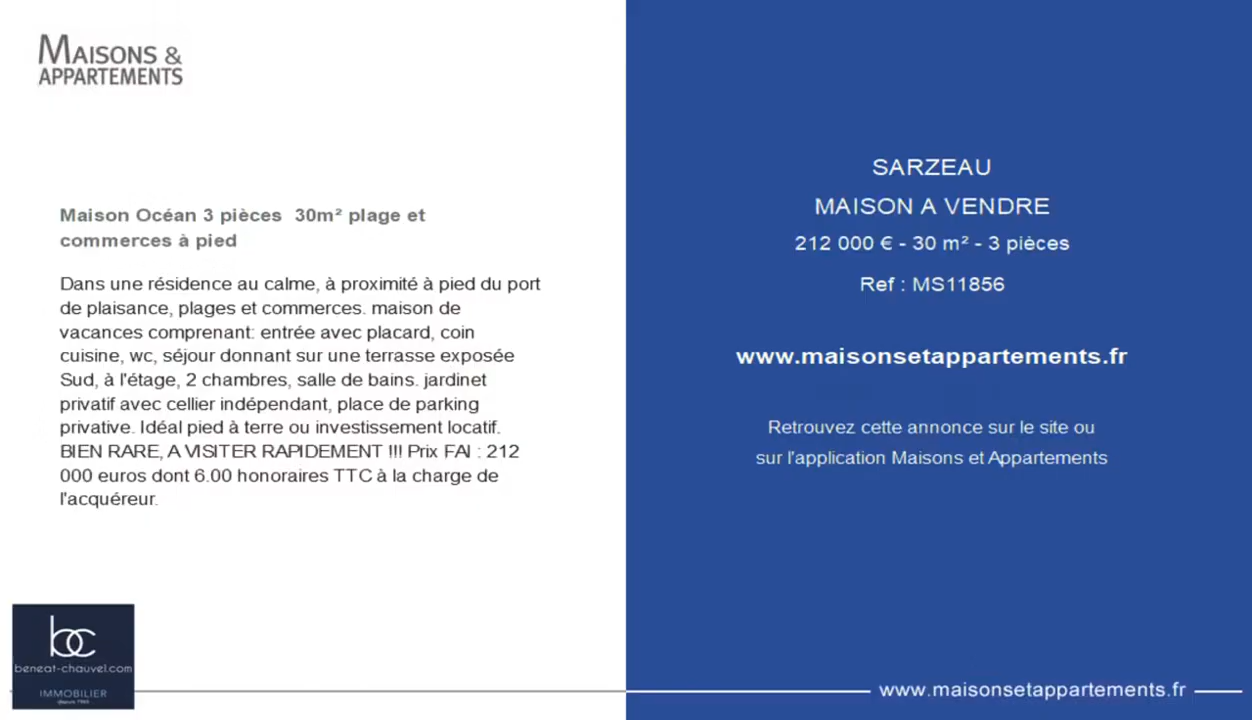 MAISONS &
APPARTEMENTS
Maison Océan 3 pièces 30m² plage et
commerces à pied
Dans une résidence au calme, à proximité à pied du port
de plaisance, plages et commerces. maison de
vacances comprenant: entrée avec placard, coin
cuisine, wc, séjour donnant sur une terrasse exposée
Sud, à l'étage, 2 chambres, salle de bains. jardinet
privatif avec cellier indépendant, place de parking
privative. Idéal pied à terre ou investissement locatif.
BIEN RARE, A VISITER RAPIDEMENT !!! Prix FAI : 212
000 euros dont 6.00 honoraires TTC à la charge de
l'acquéreur.
bc
beneat-chauvel.com
IMMOBILIER
SARZEAU
MAISON A VENDRE
212 000 € - 30 m² - 3 pièces
Ref : MS11856
www.maisonsetappartements.fr
Retrouvez cette annonce sur le site ou
sur l'application Maisons et Appartements
www.maisonsetappartements.fr